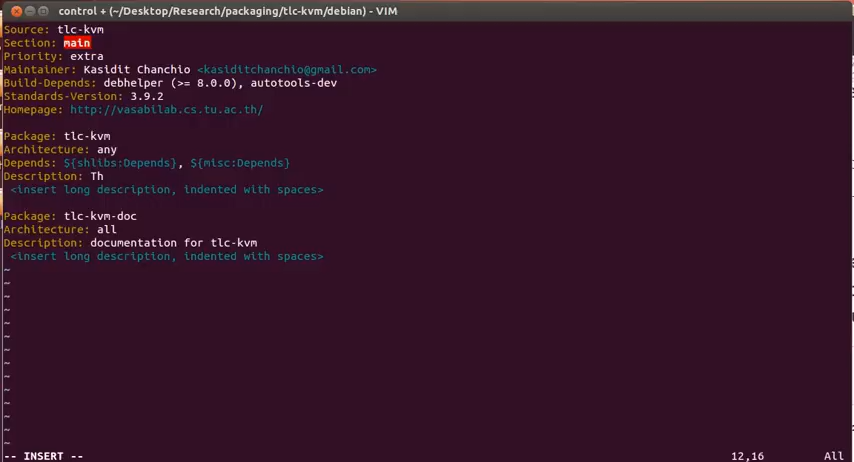 control + (~/Desktop/Research/packaging/tlc-kvm/debian) - VIM
Source: tlc-kvm
Section: main
Priority: extra
Maintainer: Kasidit Chanchio <kasiditchanchio@gmail.com>
Build-Depends: debhelper (>= 8.0.0), autotools-dev
Standards-Version: 3.9.2
Homepage: http://vasabilab.cs.tu.ac.th/
Package: tlc-kvm
Architecture: any
Depends: ${shlibs:Depends}, ${misc:Depends}
Description: Th
<insert long description, indented with spaces>
Package: tlc-kvm-doc
Architecture: all
Description: documentation for tlc-kvm
<insert long description, indented with spaces>
~
~
~
~
~
~
~
~
~
~
~
~
~
~
-- INSERT -- 12,16 All